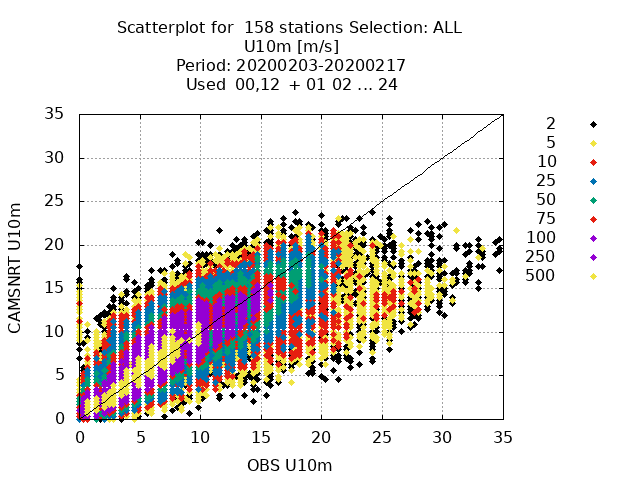 Scatterplot for  158 stations Selection: ALL
U10m [m/s]
Period: 20200203-20200217
Used  00,12  + 01 02 ... 24
35
30
25
20
15
10
5
0
CAMSNRT U10m
0 5 10 15 20 25 30 35
OBS U10m
2
5
10
25
50
75
100
250
500